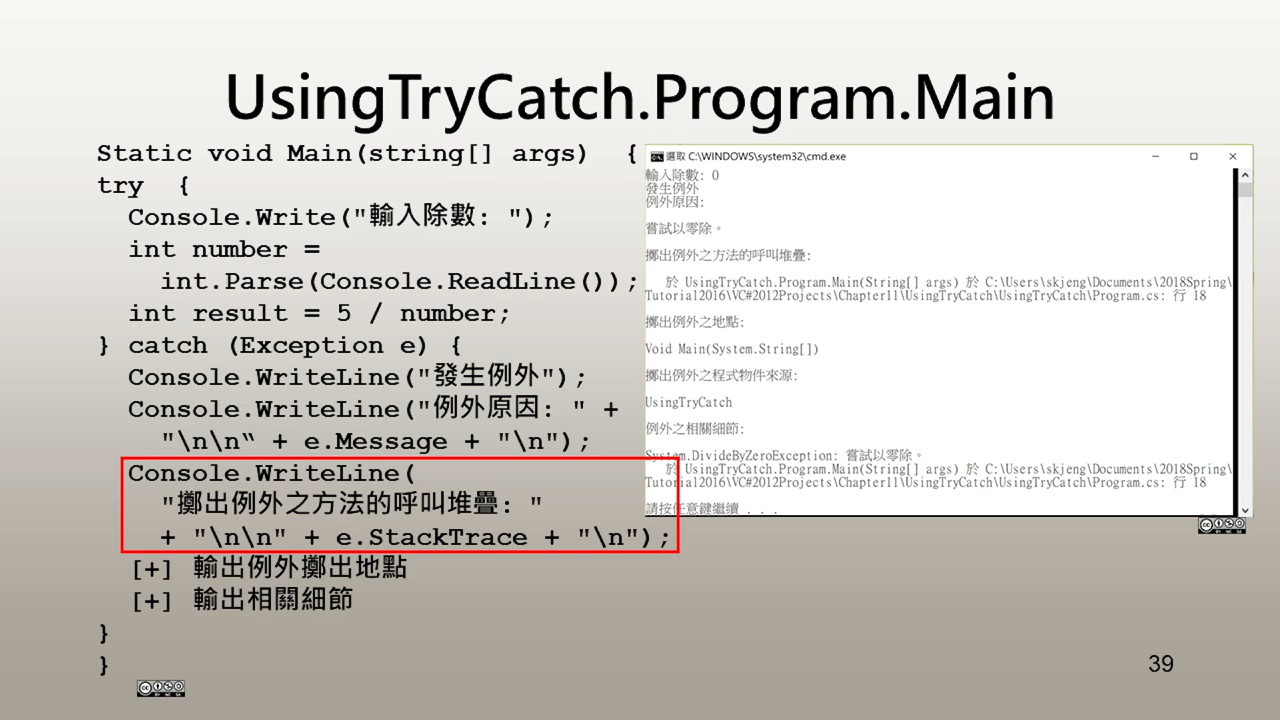 UsingTryCatch.Program.Main
Static void Main(string[] args)  {
try  {
Console.Write("輸入除數: ");
int number =
int.Parse(Console.ReadLine());
int result = 5 / number;
} catch (Exception e) {
Console.WriteLine("發生例外");
Console.WriteLine("例外原因: " +
"\n\n“ + e.Message + "\n");
Console.WriteLine(
"擲出例外之方法的呼叫堆疊: "
+ "\n\n" + e.StackTrace + "\n");
[+] 輸出例外擲出地點
[+] 輸出相關細節
}
}
選取 C:\WINDOWS\system32\cmd.exe
輸入除數: 0
發生例外
例外原因:
嘗試以零除。
擲出例外之方法的呼叫堆疊:
於 UsingTryCatch.Program.Main(String[] args) 於 C:\Users\skjeng\Documents\2018Spring\
Tutorial2016\VC#2012Projects\Chapter11\UsingTryCatch\UsingTryCatch\Program.cs: 行 18
擲出例外之地點:
Void Main(System.String[])
擲出例外之程式物件來源:
UsingTryCatch
例外之相關細節:
System.DivideByZeroException: 嘗試以零除。
於 UsingTryCatch.Program.Main(String[] args) 於 C:\Users\skjeng\Documents\2018Spring\
Tutorial2016\VC#2012Projects\Chapter11\UsingTryCatch\UsingTryCatch\Program.cs: 行 18
請按任意鍵繼續 . . .
cc BY NC SA
39
cc BY NC SA